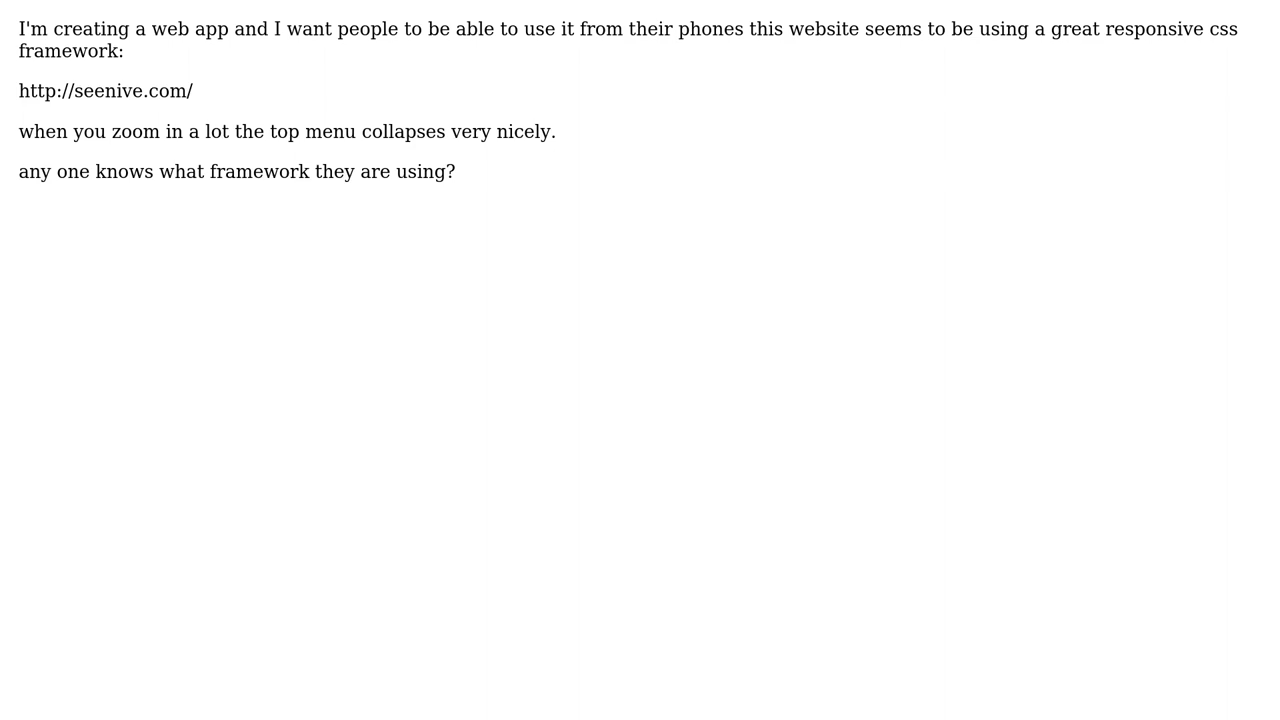 I'm creating a web app and I want people to be able to use it from their phones this website seems to be using a great responsive css
framework:
http://seenive.com/
when you zoom in a lot the top menu collapses very nicely.
any one knows what framework they are using?